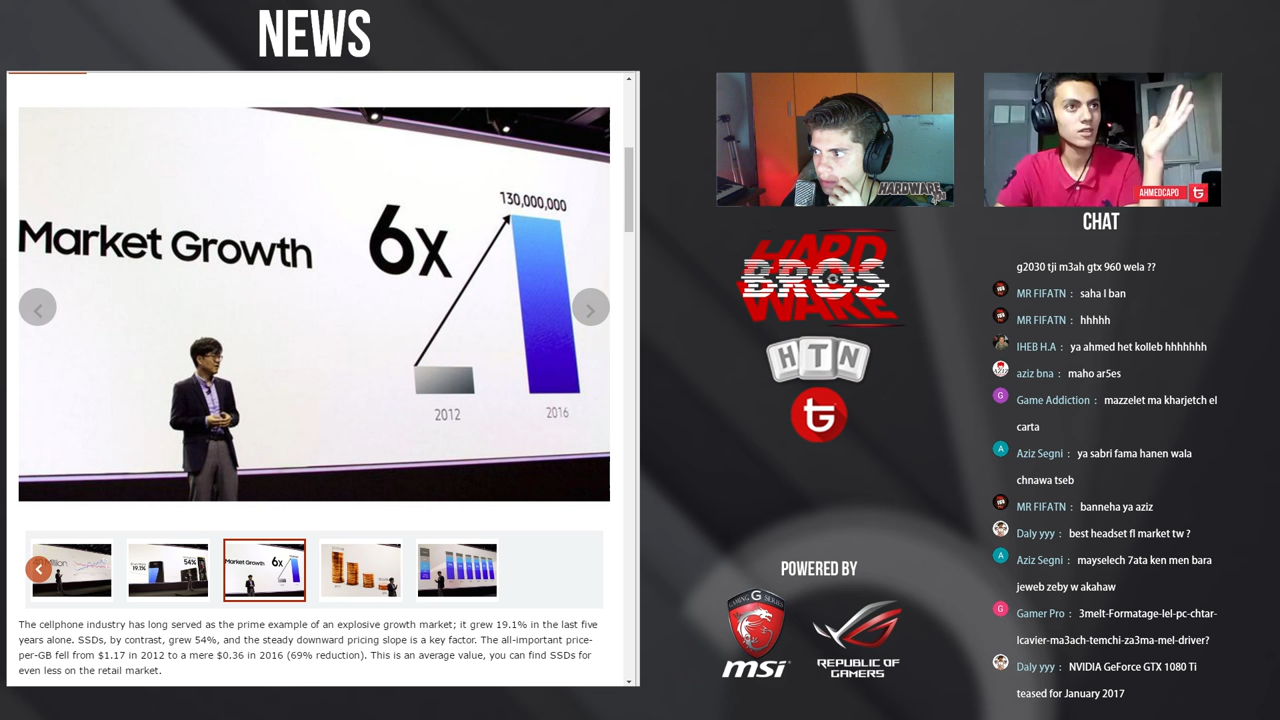 NEWS
Market Growth
6x
130,000,000
2012
2016
19.1%
54%
Market Growth
6x
The cellphone industry has long served as the prime example of an explosive growth market; it grew 19.1% in the last five
years alone. SSDs, by contrast, grew 54%, and the steady downward pricing slope is a key factor. The all-important price-
per-GB fell from $1.17 in 2012 to a mere $0.36 in 2016 (69% reduction). This is an average value, you can find SSDs for
even less on the retail market.
HARDWARE
AHMEDCAPO
HARD
BROS
WARE
HTN
tG
POWERED BY
GAMING G SERIES
msi
REPUBLIC OF
GAMERS
CHAT
g2030 tji m3ah gtx 960 wela ??
MR FIFATN : saha l ban
MR FIFATN : hhhhh
IHEB H.A : ya ahmed het kolleb hhhhhhh
aziz bna : maho ar5es
G
Game Addiction : mazzelet ma kharjetch el
carta
A
Aziz Segni : ya sabri fama hanen wala
chnawa tseb
MR FIFATN : banneha ya aziz
Daly yyy : best headset fl market tw ?
A
Aziz Segni : mayselech 7ata ken men bara
jeweb zeby w akahaw
G
Gamer Pro : 3melt-Formatage-lel-pc-chtar-
lcavier-ma3ach-temchi-za3ma-mel-driver?
Daly yyy : NVIDIA GeForce GTX 1080 Ti
teased for January 2017